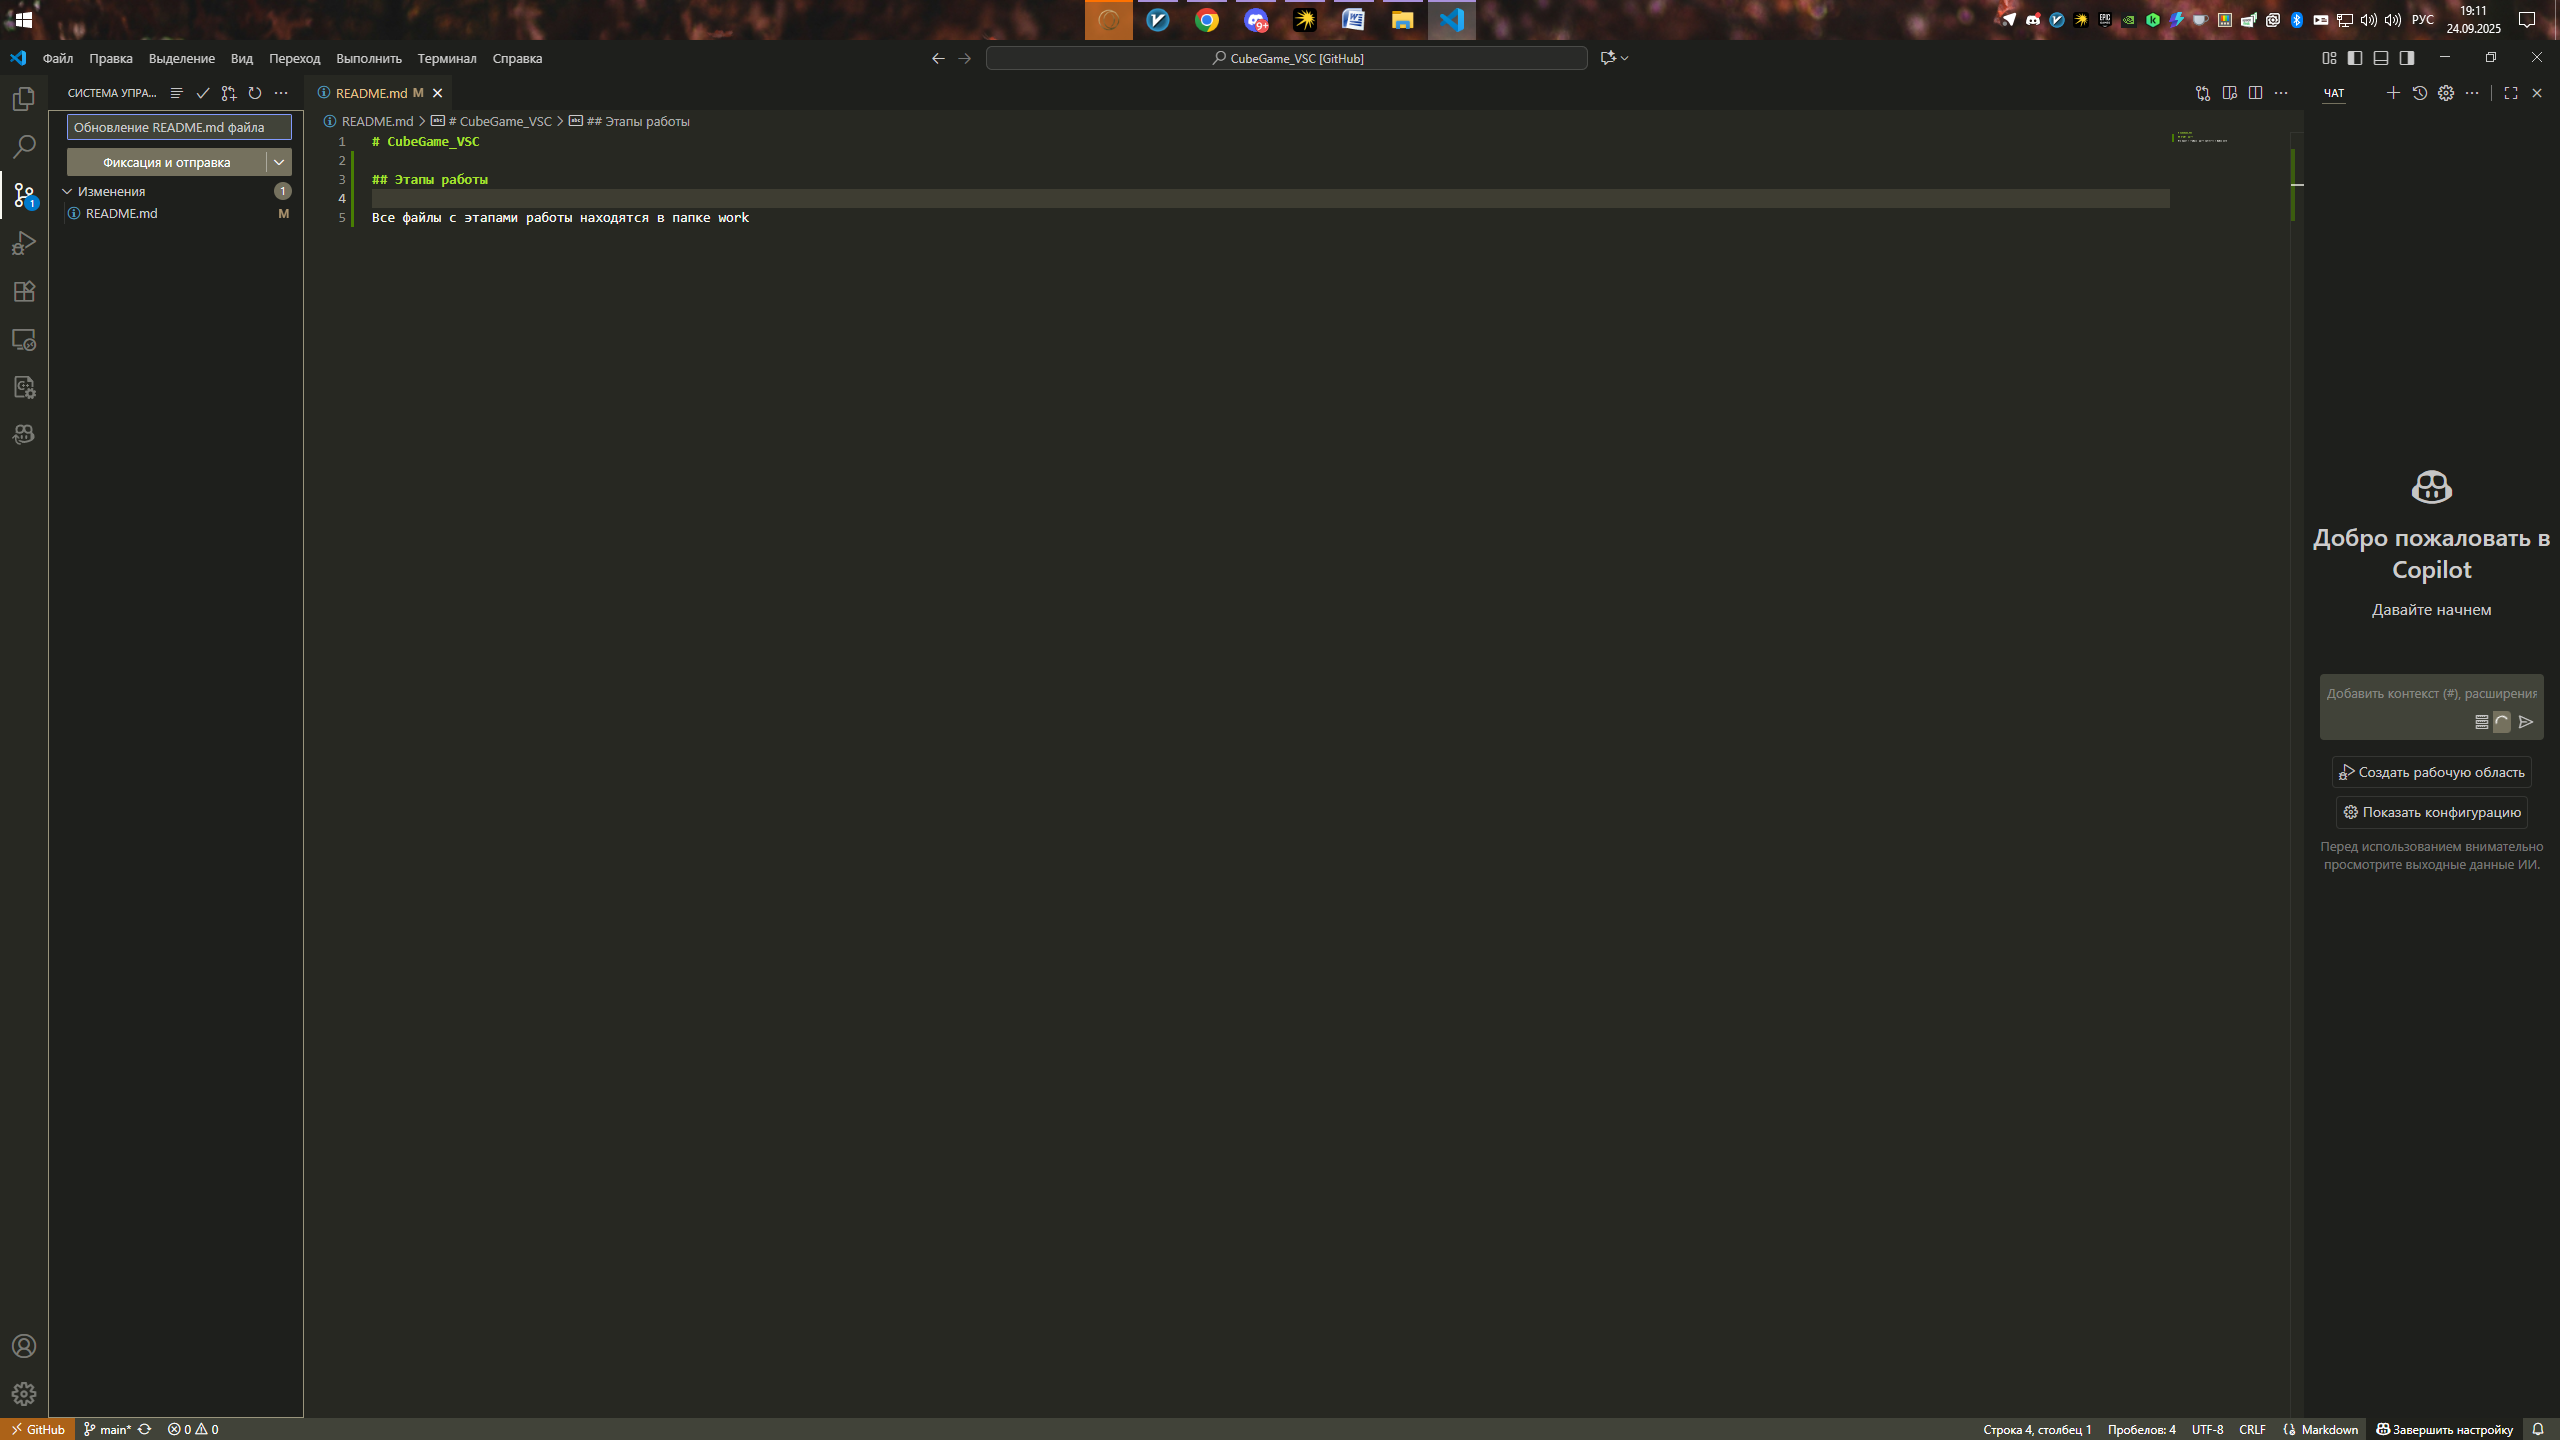 9+
EPIC
РУС
19:11
24.09.2025
Файл Правка Выделение Вид Переход Выполнить Терминал Справка
CubeGame_VSC [GitHub]
СИСТЕМА УПРА...
README.md M
ЧАТ
Обновление README.md файла
README.md > # CubeGame_VSC > ## Этапы работы
Фиксация и отправка
Изменения 1
README.md M
1
1 # CubeGame_VSC
2
3 ## Этапы работы
4
5 Все файлы с этапами работы находятся в папке work
Добро пожаловать в
Copilot
Давайте начнем
Добавить контекст (#), расширения
Создать рабочую область
Показать конфигурацию
Перед использованием внимательно
просмотрите выходные данные ИИ.
GitHub main* 0 0
Строка 4, столбец 1 Пробелов: 4 UTF-8 CRLF Markdown Завершить настройку